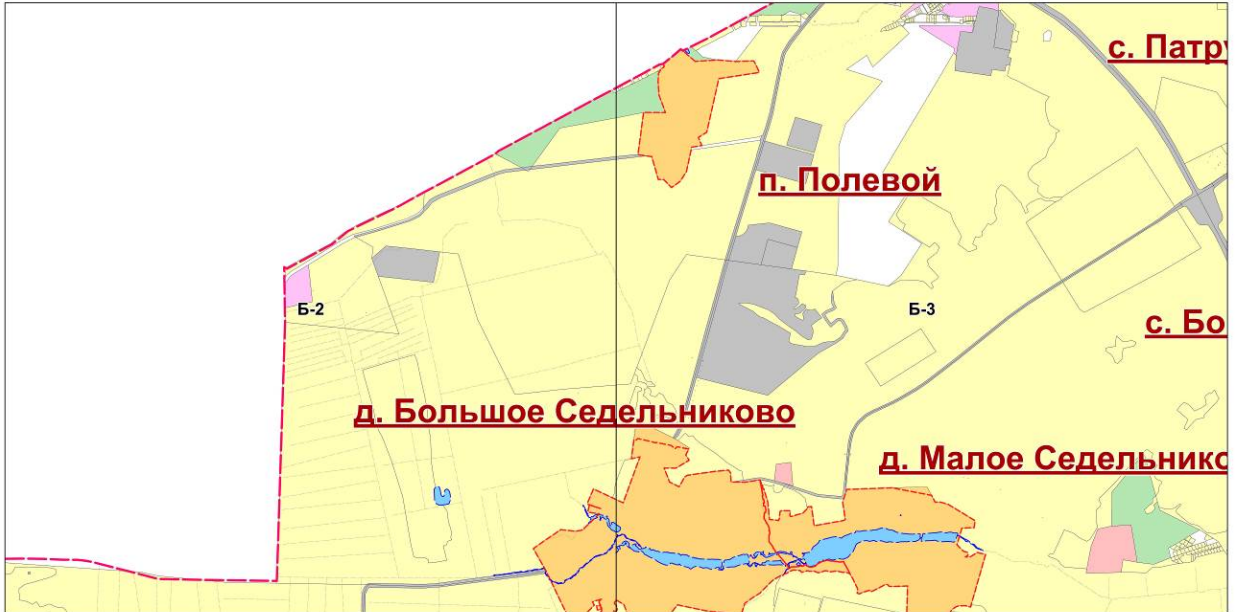 с. Патру
п. Полевой
Б-2
Б-3
с. Бо
д. Большое Седельниково
д. Малое Седельнико